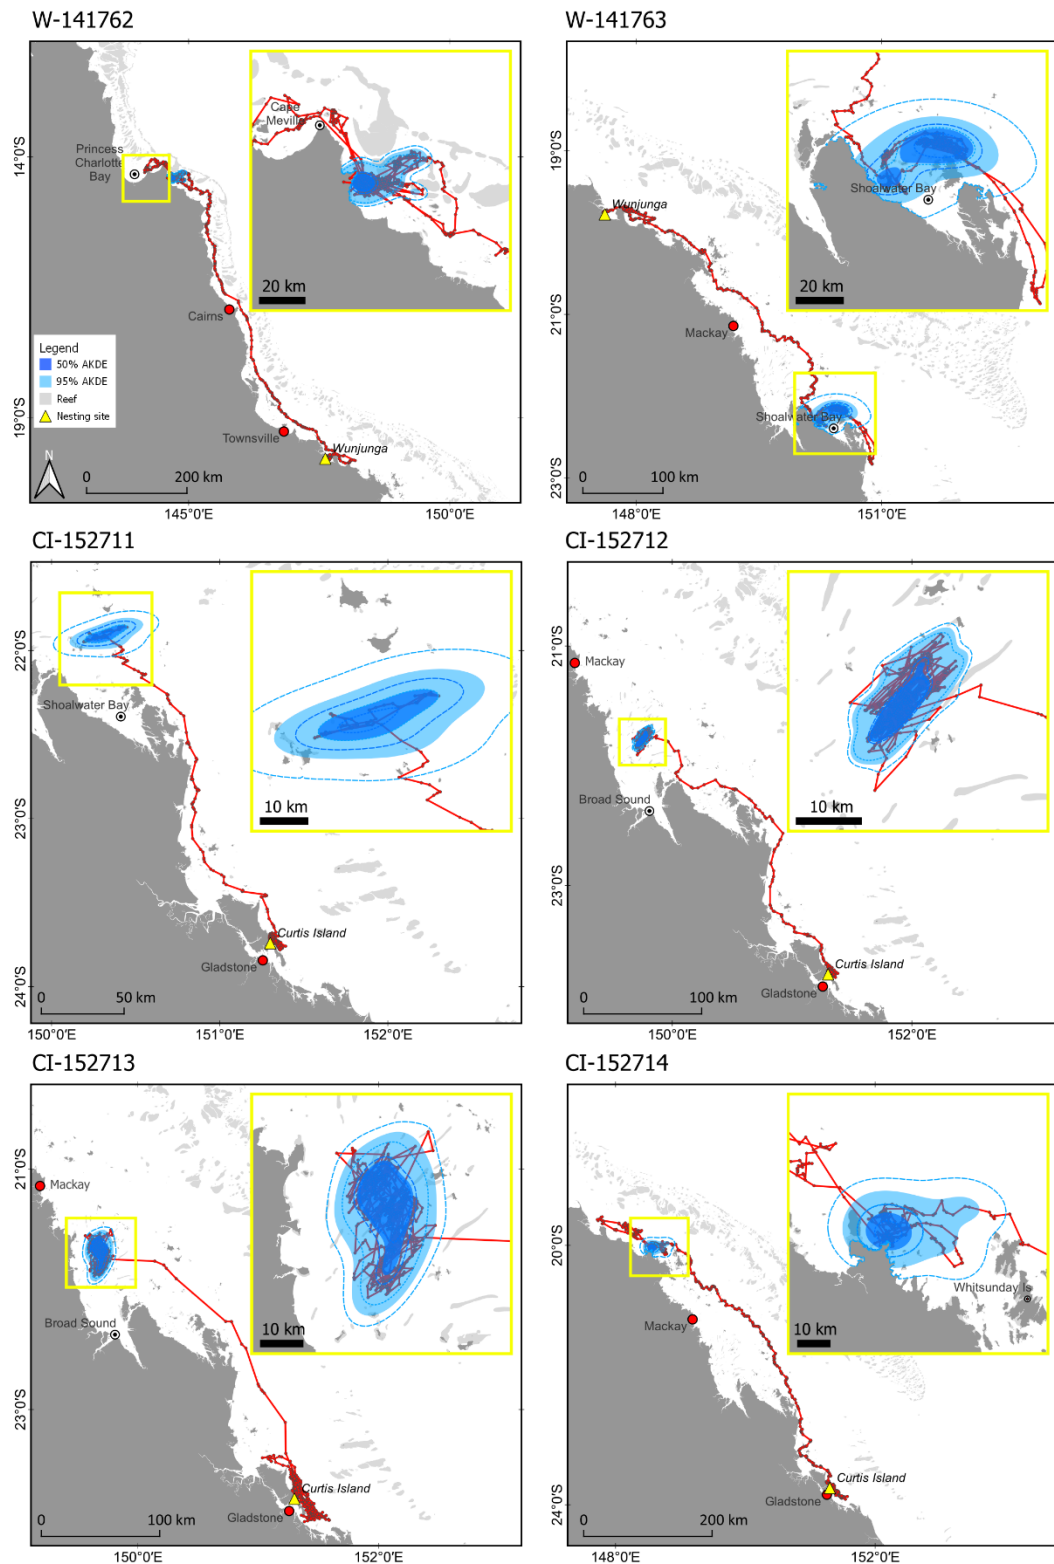 W-141762
Cape
Meville
Princess
Charlotte
Bay
14°0'S
20 km
Cairns
Legend
50% AKDE
95% AKDE
Reef
Nesting site
19°0'S
Townsville
Wunjunga
N
0 200 km
145°0'E 150°0'E
W-141763
19°0'S
Shoalwater Bay
Wunjunga
20 km
21°0'S
Mackay
Shoalwater Bay
23°0'S
0 100 km
148°0'E 151°0'E
CI-152711
22°0'S
Shoalwater Bay
10 km
23°0'S
Curtis Island
Gladstone
24°0'S
0 50 km
150°0'E 151°0'E 152°0'E
CI-152712
21°0'S
Mackay
Broad Sound
10 km
23°0'S
Curtis Island
Gladstone
0 100 km
150°0'E 152°0'E
CI-152713
21°0'S
Mackay
10 km
Broad Sound
23°0'S
Curtis Island
Gladstone
0 100 km
150°0'E 152°0'E
CI-152714
20°0'S
Whitsunday Is
Mackay
10 km
Curtis Island
Gladstone
24°0'S
0 200 km
148°0'E 152°0'E